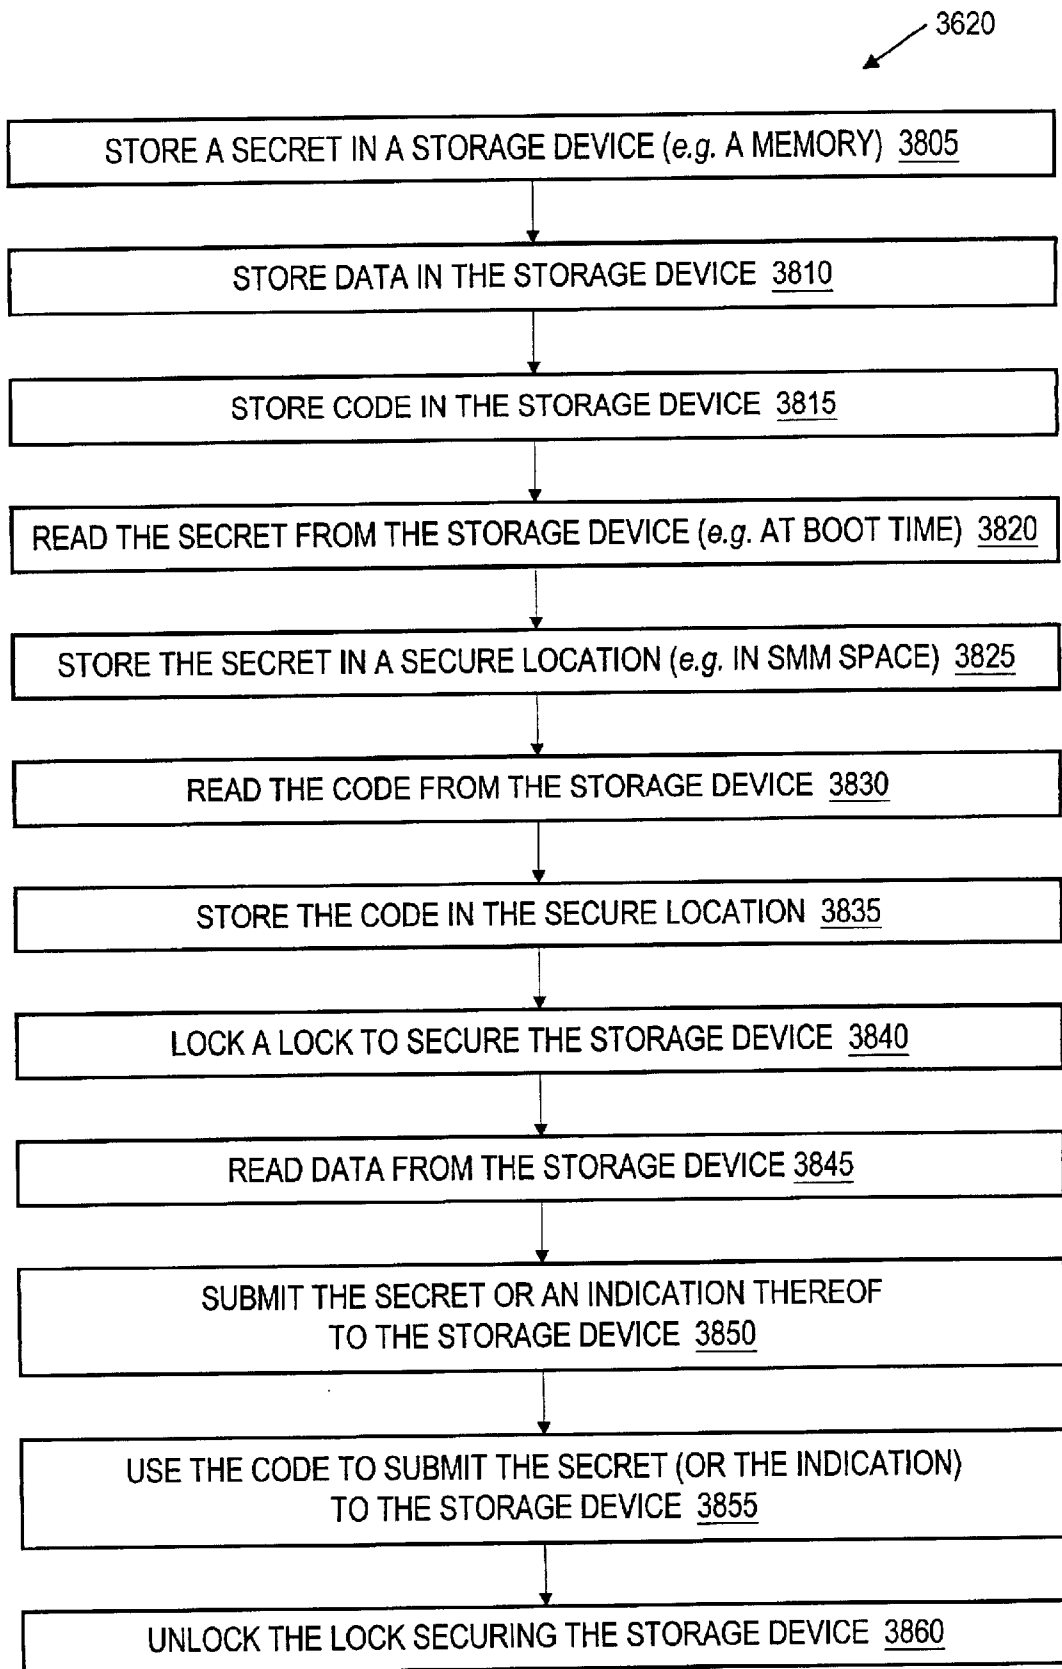 3620
STORE A SECRET IN A STORAGE DEVICE (e.g. A MEMORY) 3805
STORE DATA IN THE STORAGE DEVICE 3810
STORE CODE IN THE STORAGE DEVICE 3815
READ THE SECRET FROM THE STORAGE DEVICE (e.g. AT BOOT TIME) 3820
STORE THE SECRET IN A SECURE LOCATION (e.g. IN SMM SPACE) 3825
READ THE CODE FROM THE STORAGE DEVICE 3830
STORE THE CODE IN THE SECURE LOCATION 3835
LOCK A LOCK TO SECURE THE STORAGE DEVICE 3840
READ DATA FROM THE STORAGE DEVICE 3845
SUBMIT THE SECRET OR AN INDICATION THEREOF
TO THE STORAGE DEVICE 3850
USE THE CODE TO SUBMIT THE SECRET (OR THE INDICATION)
TO THE STORAGE DEVICE 3855
UNLOCK THE LOCK SECURING THE STORAGE DEVICE 3860